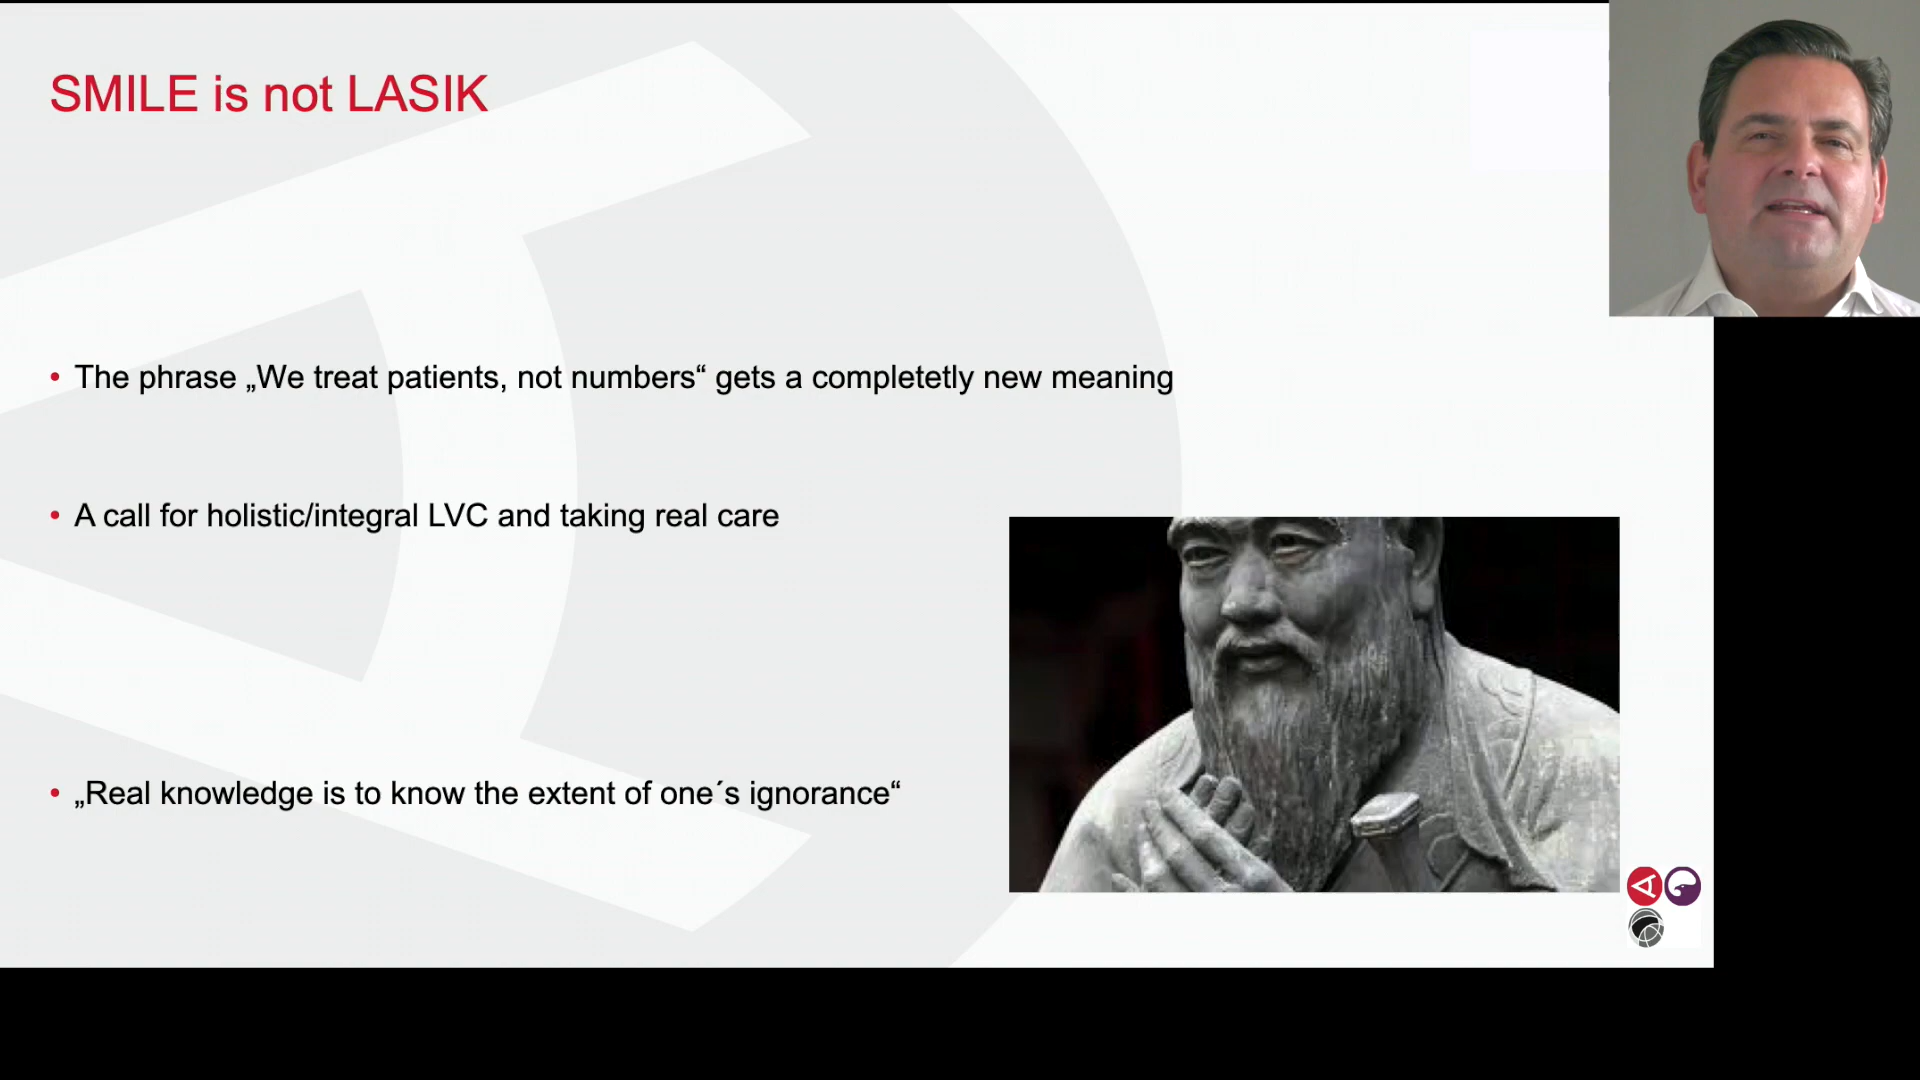 SMILE is not LASIK
• The phrase „We treat patients, not numbers“ gets a completetly new meaning
• A call for holistic/integral LVC and taking real care
• „Real knowledge is to know the extent of one´s ignorance“